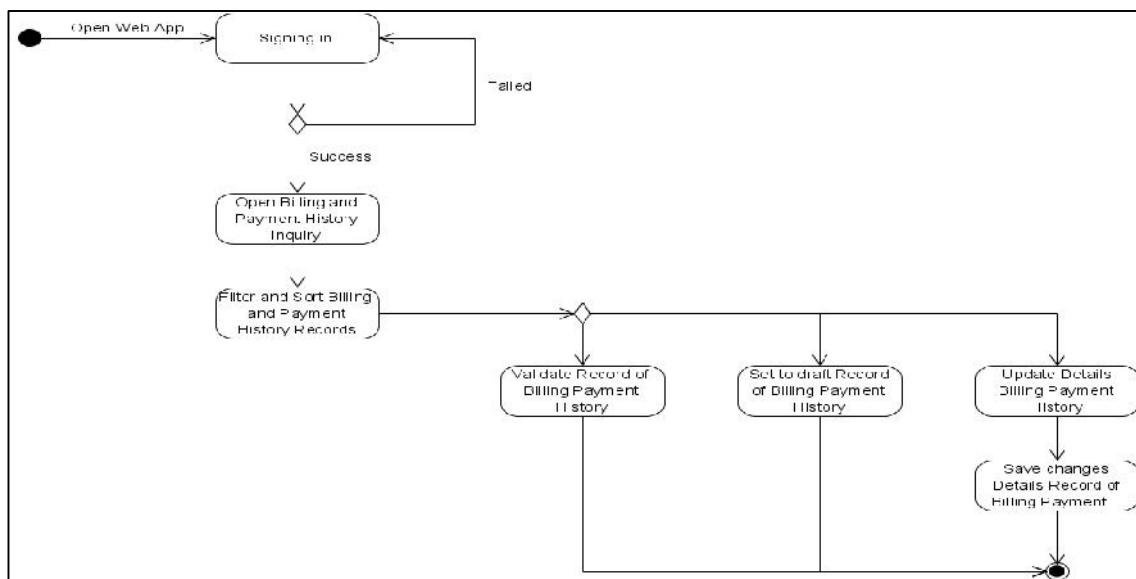 Open Web App
Signing in
Failed
Success
Open Billing and
Payment History
Inquiry
Filter and Sort Billing
and Payment
History Records
Validate Record of
Billing Payment
History
Set to draft Record
of Billing Payment
History
Update Details
Billing Payment
History
Save changes
Details Record of
Billing Payment